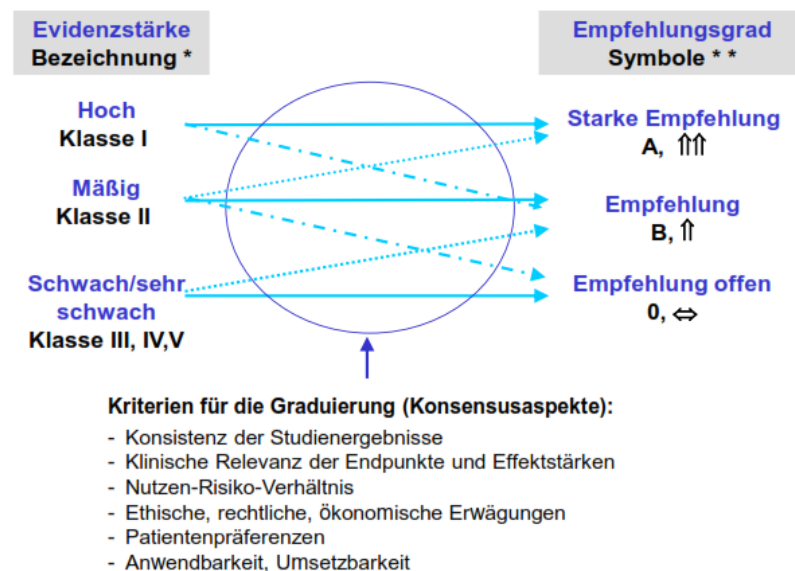 Evidenzstärke
Bezeichnung *
Empfehlungsgrad
Symbole * *
Hoch
Klasse I
Starke Empfehlung
A, ⇑⇑
Mäßig
Klasse II
Empfehlung
B, ⇑
Schwach/sehr
schwach
Klasse III, IV,V
Empfehlung offen
0, ⇔
Kriterien für die Graduierung (Konsensusaspekte):
- Konsistenz der Studienergebnisse
- Klinische Relevanz der Endpunkte und Effektstärken
- Nutzen-Risiko-Verhältnis
- Ethische, rechtliche, ökonomische Erwägungen
- Patientenpräferenzen
- Anwendbarkeit, Umsetzbarkeit